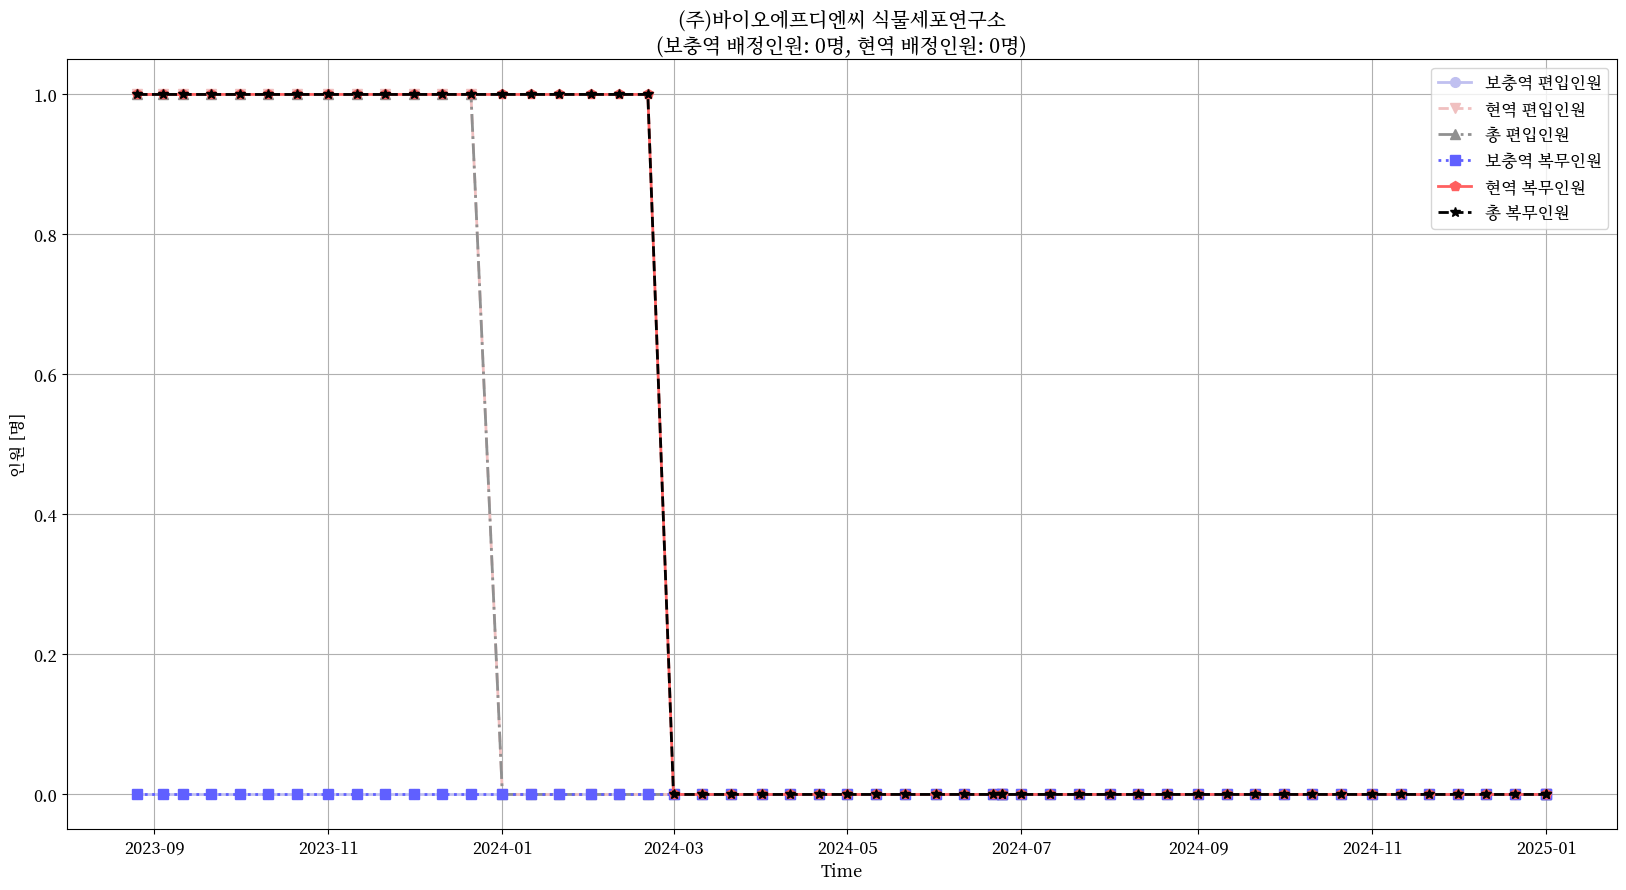 (주)바이오에프디엔씨 식물세포연구소
(보충역 배정인원: 0명, 현역 배정인원: 0명)
보충역 편입인원
현역 편입인원
총 편입인원
보충역 복무인원
현역 복무인원
총 복무인원
인원 [명]
1.0
0.8
0.6
0.4
0.2
0.0
2023-09 2023-11 2024-01 2024-03 2024-05 2024-07 2024-09 2024-11 2025-01
Time